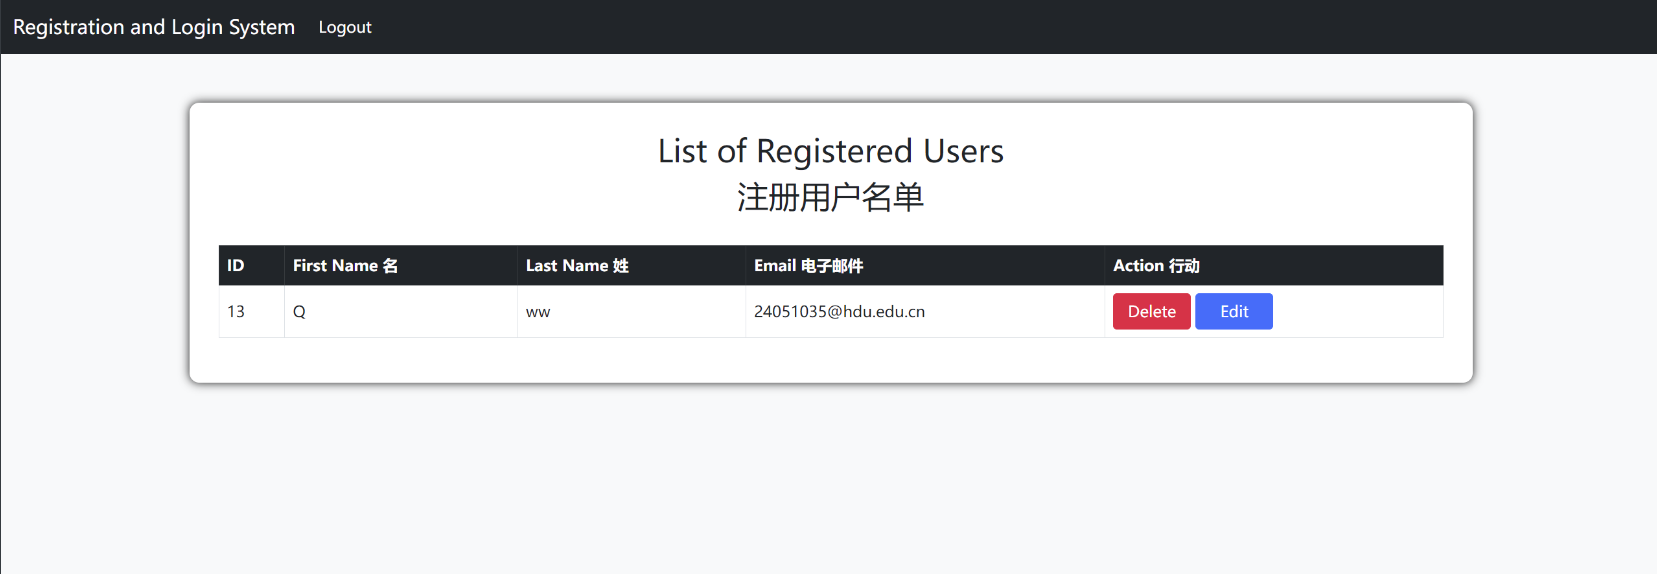 Registration and Login System Logout
List of Registered Users
注册用户名单
ID First Name 名 Last Name 姓 Email 电子邮件 Action 行动
13 Q ww 24051035@hdu.edu.cn Delete Edit